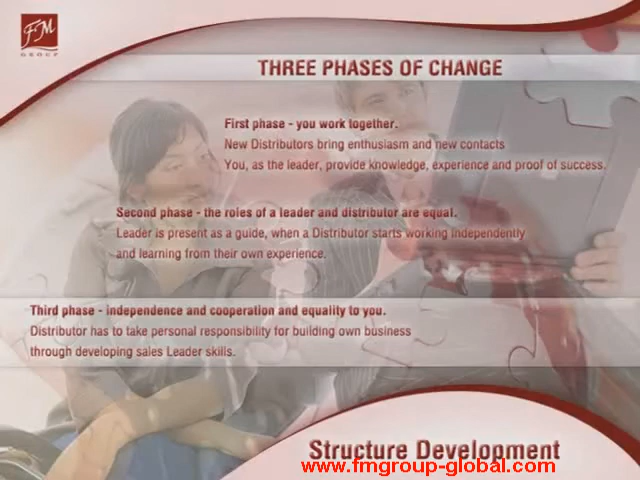 FM
GROUP
THREE PHASES OF CHANGE
First phase - you work together.
New Distributors bring enthusiasm and new contacts
You, as the leader, provide knowledge, experience and proof of success.
Second phase - the roles of a leader and distributor are equal.
Leader is present as a guide, when a Distributor starts working independently
and learning from their own experience.
Third phase - independence and cooperation and equality to you.
Distributor has to take personal responsibility for building own business
through developing sales Leader skills.
Structure Development
www.fmgroup-global.com